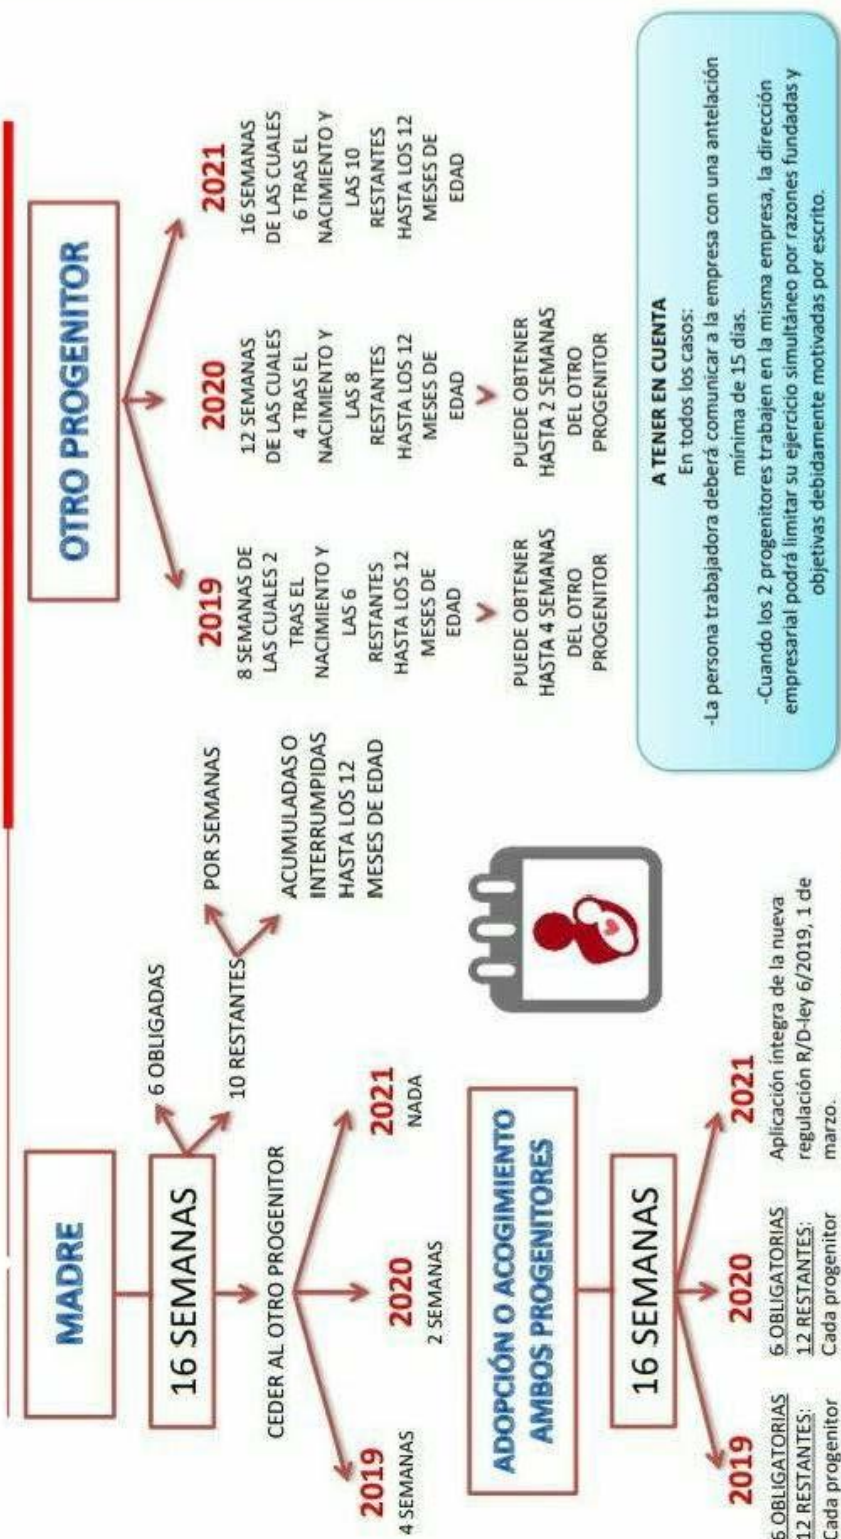 MADRE
16 SEMANAS
6 OBLIGADAS
10 RESTANTES
POR SEMANAS
ACUMULADAS O
INTERRUMPIDAS
HASTA LOS 12
MESES DE EDAD
CEDER AL OTRO PROGENITOR
2019
4 SEMANAS
2020
2 SEMANAS
2021
NADA
OTRO PROGENITOR
2019
8 SEMANAS DE
LAS CUALES 2
TRAS EL
NACIMIENTO Y
LAS 6
RESTANTES
HASTA LOS 12
MESES DE
EDAD
PUEDE OBTENER
HASTA 4 SEMANAS
DEL OTRO
PROGENITOR
2020
12 SEMANAS
DE LAS CUALES
4 TRAS EL
NACIMIENTO Y
LAS 8
RESTANTES
HASTA LOS 12
MESES DE
EDAD
PUEDE OBTENER
HASTA 2 SEMANAS
DEL OTRO
PROGENITOR
2021
16 SEMANAS
DE LAS CUALES
6 TRAS EL
NACIMIENTO Y
LAS 10
RESTANTES
HASTA LOS 12
MESES DE
EDAD
ADOPCIÓN O ACOGIMIENTO
AMBOS PROGENITORES
16 SEMANAS
2019
6 OBLIGATORIAS
12 RESTANTES:
Cada progenitor
2020
6 OBLIGATORIAS
12 RESTANTES:
Cada progenitor
2021
Aplicación íntegra de la nueva
regulación R/D-ley 6/2019, 1 de
marzo.
A TENER EN CUENTA
En todos los casos:
-La persona trabajadora deberá comunicar a la empresa con una antelación
mínima de 15 días.
-Cuando los 2 progenitores trabajen en la misma empresa, la dirección
empresarial podrá limitar su ejercicio simultáneo por razones fundadas y
objetivas debidamente motivadas por escrito.